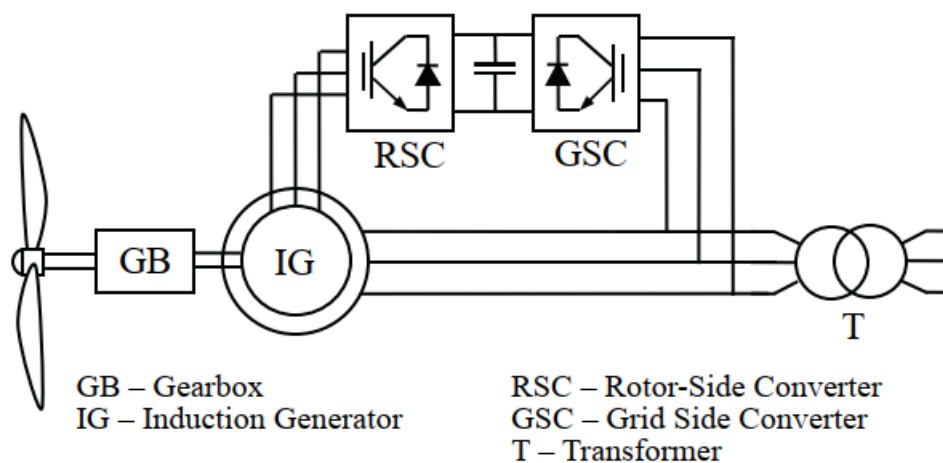 RSC
GSC
GB
IG
T
GB – Gearbox
IG – Induction Generator
RSC – Rotor-Side Converter
GSC – Grid Side Converter
T – Transformer